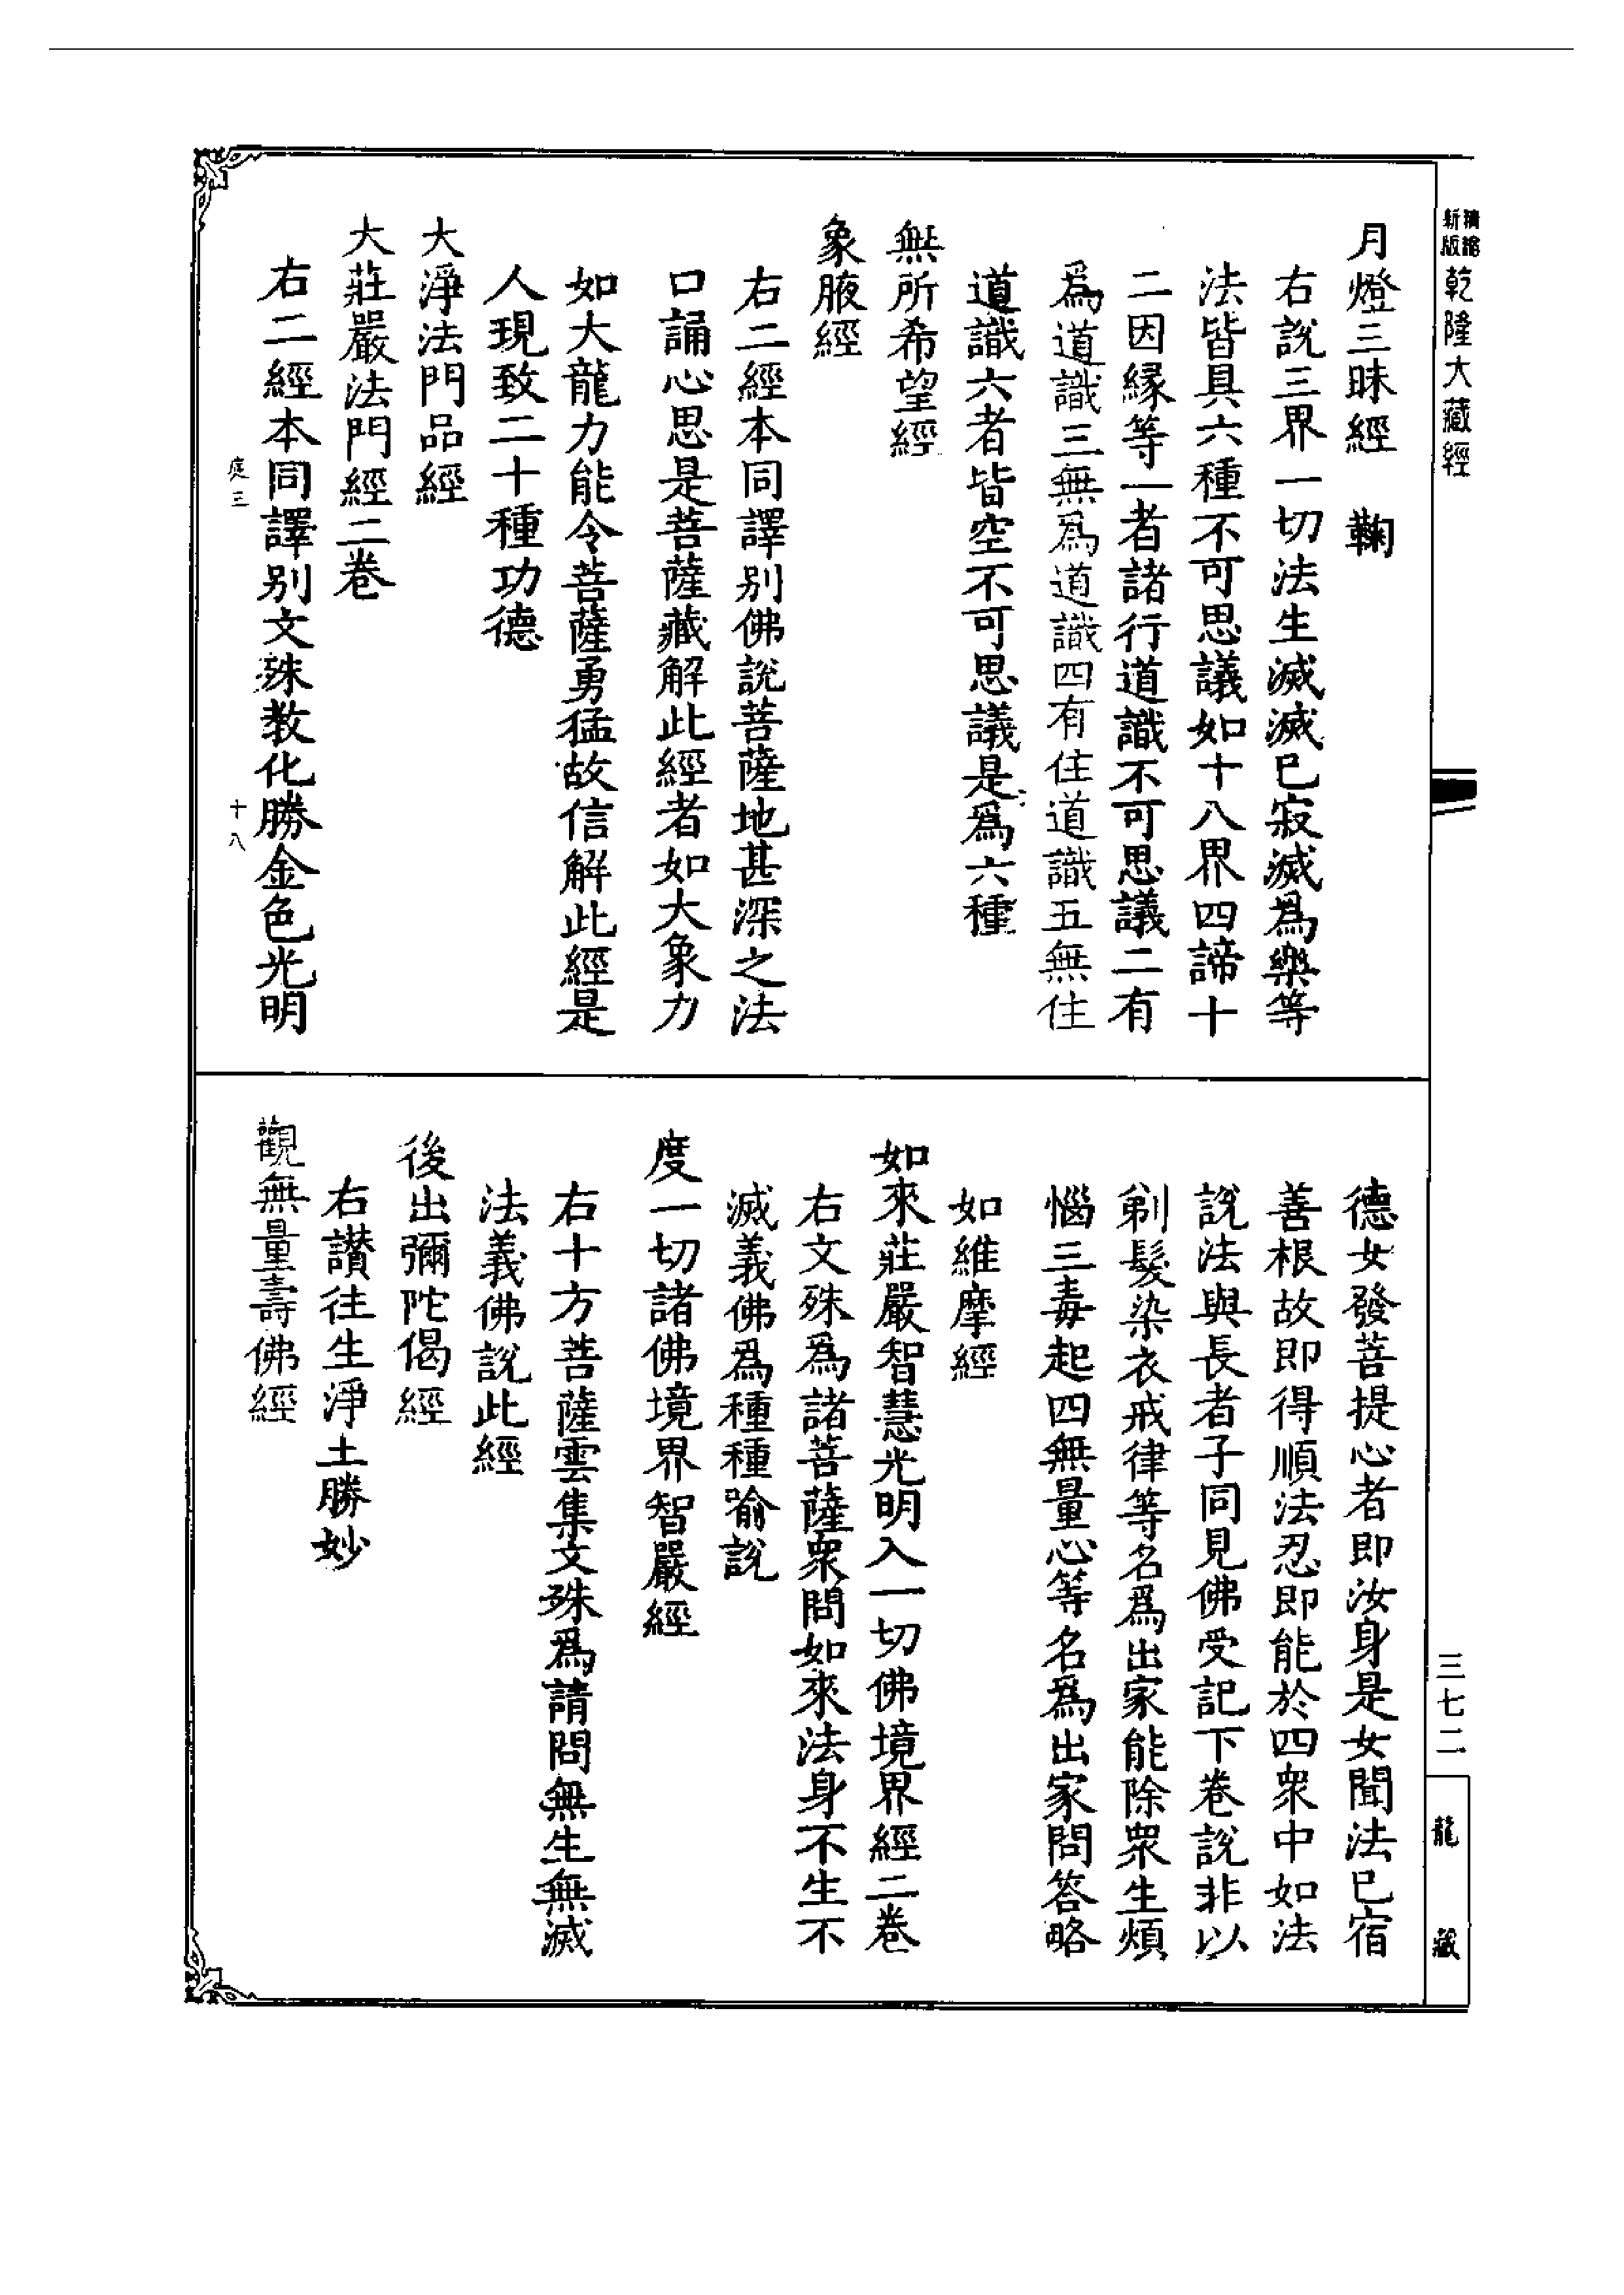 精縮新版乾隆大藏經
月燈三昧經　鞠
右說三界一切法生滅滅已寂滅爲樂等
法皆具六種不可思議如十八界四諦十
二因緣等一者諸行道識不可思議二有
爲道識三無爲道識四有住道識五無住
道識六者皆空不可思議是爲六種
無所希望經
象腋經
右二經本同譯别佛說菩薩地甚深之法
口誦心思是菩薩藏解此經者如大象力
如大龍力能令菩薩勇猛故信解此經是
人現致二十種功德
大淨法門品經
大莊嚴法門經二卷
右二經本同譯别文殊教化勝金色光明
庭三　十八
德女發菩提心者即汝身是女聞法已宿
善根故即得順法忍即能於四衆中如法
說法與長者子同見佛受記下卷說非以
剃髮染衣戒律等名爲出家能除衆生煩
惱三毒起四無量心等名爲出家問答略
如維摩經
如來莊嚴智慧光明入一切佛境界經二卷
右文殊爲諸菩薩衆問如來法身不生不
滅義佛爲種種喻說
度一切諸佛境界智嚴經
右十方菩薩雲集文殊爲請問無生無滅
法義佛說此經
後出彌陀偈經
右讃往生淨土勝妙
觀無量壽佛經
三七二
龍藏